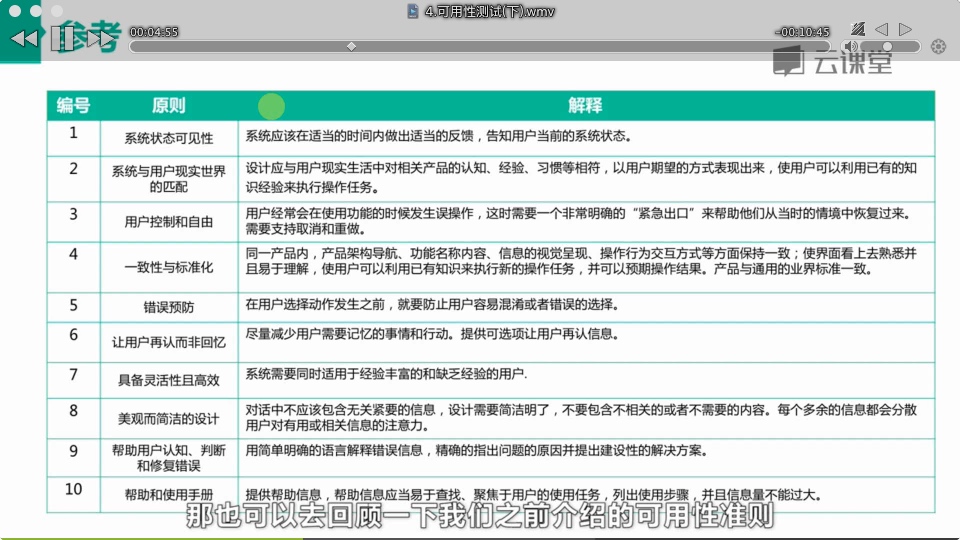 4.可用性测试(下).wmv
参考
00:04:55
-00:10:45
云课堂
编号 原则 解释
1 系统状态可见性 系统应该在适当的时间内做出适当的反馈，告知用户当前的系统状态。
2 系统与用户现实世界 设计应与用户现实生活中对相关产品的认知、经验、习惯等相符，以用户期望的方式表现出来，使用户可以利用已有的知
的匹配 识经验来执行操作任务。
3 用户控制和自由 用户经常会在使用功能的时候发生误操作，这时需要一个非常明确的“紧急出口”来帮助他们从当时的情境中恢复过来。
需要支持取消和重做。
4 一致性与标准化 同一产品内，产品架构导航、功能名称内容、信息的视觉呈现、操作行为交互方式等方面保持一致；使界面看上去熟悉并
且易于理解，使用户可以利用已有知识来执行新的操作任务，并可以预期操作结果。产品与通用的业界标准一致。
5 错误预防 在用户选择动作发生之前，就要防止用户容易混淆或者错误的选择。
6 让用户再认而非回忆 尽量减少用户需要记忆的事情和行动。提供可选项让用户再认信息。
7 具备灵活性且高效 系统需要同时适用于经验丰富的和缺乏经验的用户.
8 美观而简洁的设计 对话中不应该包含无关紧要的信息，设计需要简洁明了，不要包含不相关的或者不需要的内容。每个多余的信息都会分散
用户对有用或相关信息的注意力。
9 帮助用户认知、判断 用简单明确的语言解释错误信息，精确的指出问题的原因并提出建设性的解决方案。
和修复错误
10 帮助和使用手册 提供帮助信息，帮助信息应当易于查找、聚焦于用户的使用任务，列出使用步骤，并且信息量不能过大。
那也可以去回顾一下我们之前介绍的可用性准则